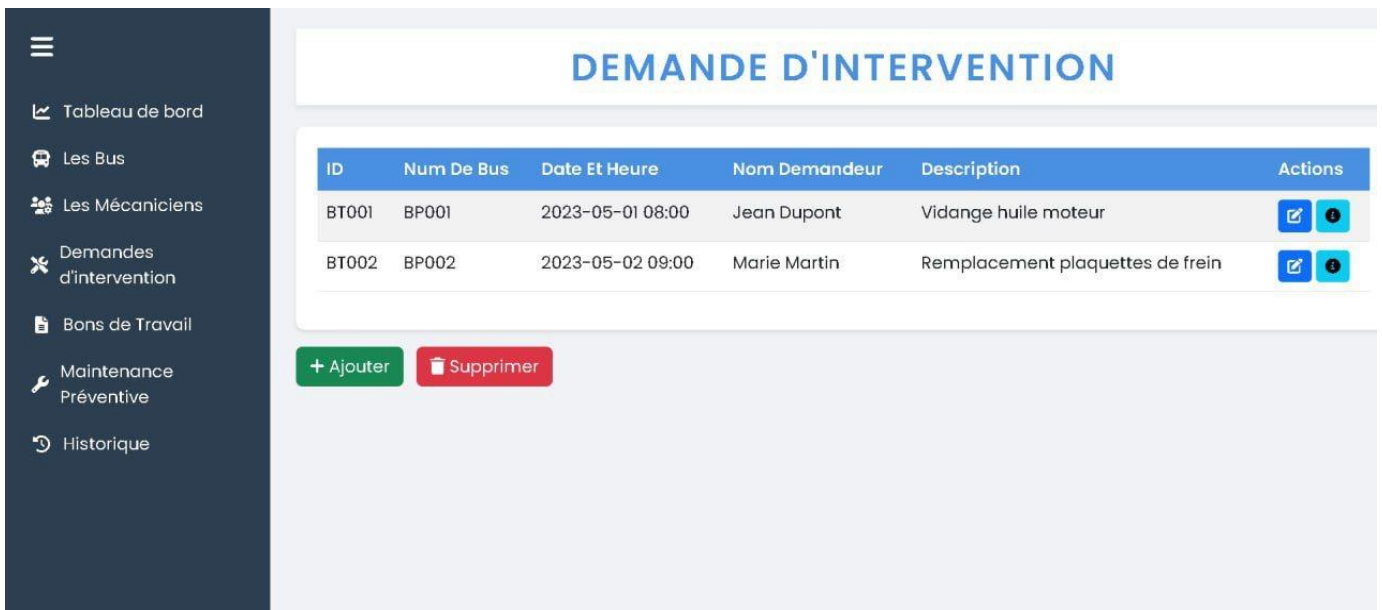 DEMANDE D'INTERVENTION
Tableau de bord
Les Bus
Les Mécaniciens
Demandes
d'intervention
Bons de Travail
Maintenance
Préventive
Historique
ID Num De Bus Date Et Heure Nom Demandeur Description Actions
BT001 BP001 2023-05-01 08:00 Jean Dupont Vidange huile moteur
BT002 BP002 2023-05-02 09:00 Marie Martin Remplacement plaquettes de frein
+ Ajouter Supprimer